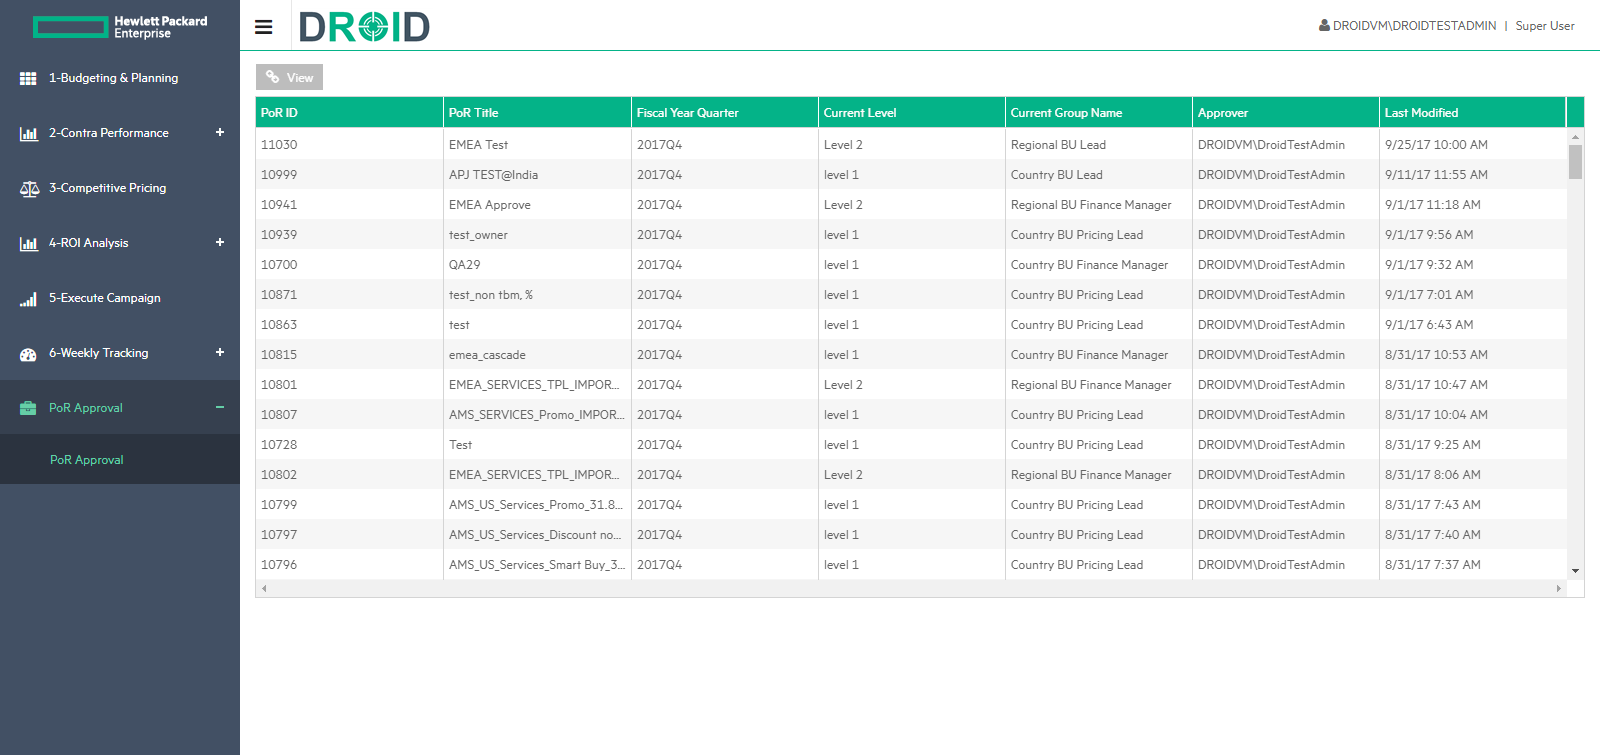 Hewlett Packard
Enterprise
DROID
DROIDVM\DROIDTESTADMIN | Super User
1-Budgeting & Planning
2-Contra Performance +
3-Competitive Pricing
4-ROI Analysis +
5-Execute Campaign
6-Weekly Tracking +
PoR Approval −
PoR Approval
View
PoR ID PoR Title Fiscal Year Quarter Current Level Current Group Name Approver Last Modified
11030 EMEA Test 2017Q4 Level 2 Regional BU Lead DROIDVM\DroidTestAdmin 9/25/17 10:00 AM
10999 APJ TEST@India 2017Q4 level 1 Country BU Lead DROIDVM\DroidTestAdmin 9/11/17 11:55 AM
10941 EMEA Approve 2017Q4 Level 2 Regional BU Finance Manager DROIDVM\DroidTestAdmin 9/1/17 11:18 AM
10939 test_owner 2017Q4 level 1 Country BU Pricing Lead DROIDVM\DroidTestAdmin 9/1/17 9:56 AM
10700 QA29 2017Q4 level 1 Country BU Finance Manager DROIDVM\DroidTestAdmin 9/1/17 9:32 AM
10871 test_non tbm, % 2017Q4 level 1 Country BU Pricing Lead DROIDVM\DroidTestAdmin 9/1/17 7:01 AM
10863 test 2017Q4 level 1 Country BU Pricing Lead DROIDVM\DroidTestAdmin 9/1/17 6:43 AM
10815 emea_cascade 2017Q4 level 1 Country BU Finance Manager DROIDVM\DroidTestAdmin 8/31/17 10:53 AM
10801 EMEA_SERVICES_TPL_IMPOR... 2017Q4 Level 2 Regional BU Finance Manager DROIDVM\DroidTestAdmin 8/31/17 10:47 AM
10807 AMS_SERVICES_Promo_IMPOR... 2017Q4 level 1 Country BU Pricing Lead DROIDVM\DroidTestAdmin 8/31/17 10:04 AM
10728 Test 2017Q4 level 1 Country BU Pricing Lead DROIDVM\DroidTestAdmin 8/31/17 9:25 AM
10802 EMEA_SERVICES_TPL_IMPOR... 2017Q4 Level 2 Regional BU Finance Manager DROIDVM\DroidTestAdmin 8/31/17 8:06 AM
10799 AMS_US_Services_Promo_31.8... 2017Q4 level 1 Country BU Pricing Lead DROIDVM\DroidTestAdmin 8/31/17 7:43 AM
10797 AMS_US_Services_Discount no... 2017Q4 level 1 Country BU Pricing Lead DROIDVM\DroidTestAdmin 8/31/17 7:40 AM
10796 AMS_US_Services_Smart Buy_3... 2017Q4 level 1 Country BU Pricing Lead DROIDVM\DroidTestAdmin 8/31/17 7:37 AM